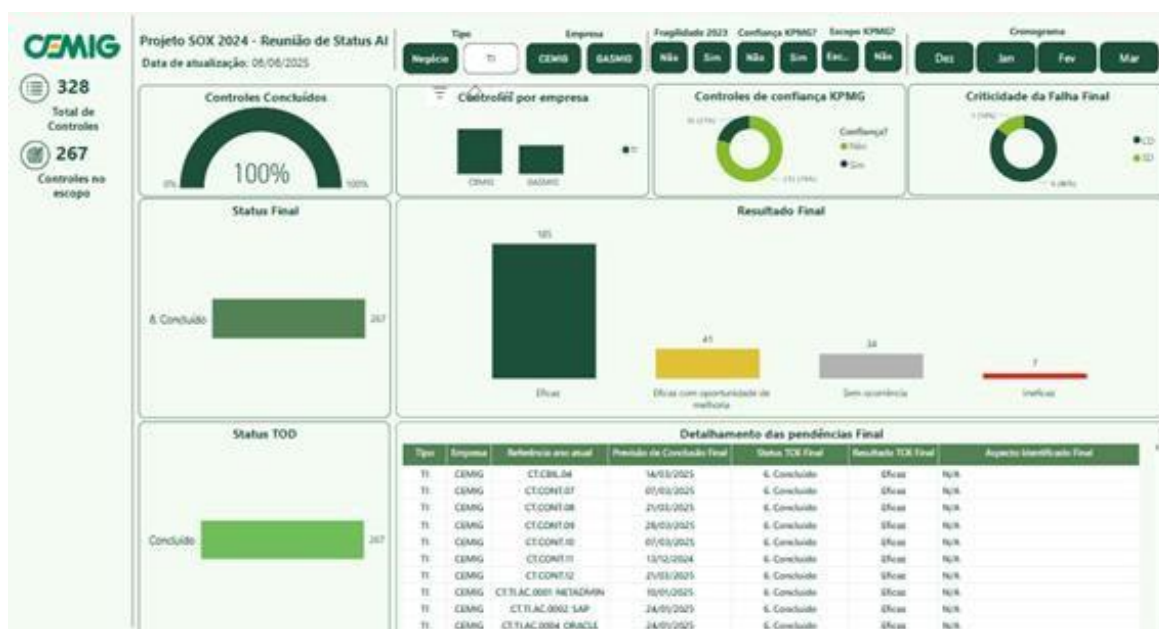 CEMIG
Projeto SOX 2024 - Reunião de Status AI
Data de atualização: 06/06/2025
Tipo
Negócio
TI
Empresa
CEMIG
GASMIG
Fragilidade 2023
Não
Sim
Confiança KPMG?
Não
Sim
Escopo KPMG?
Esc...
Não
Cronograma
Dez
Jan
Fev
Mar
328
Total de
Controles
267
Controles no
escopo
Controles Concluídos
100%
0%
100%
Controles por empresa
CEMIG
GASMIG
TI
Controles de confiança KPMG
Confiança?
Não
Sim
Criticidade da Falha Final
CD
SD
Status Final
6. Concluído
267
Resultado Final
185
41
34
7
Eficaz
Eficaz com oportunidade de
melhoria
Sem ocorrência
Ineficaz
Status TOD
Concluído
267
Detalhamento das pendências Final
Tipo Empresa Referência ano atual Previsão de Conclusão Final Status TOE Final Resultado TOE Final Aspecto Identificado Final
TI CEMIG CT.CBIL.04 14/03/2025 6. Concluído Eficaz N/A
TI CEMIG CT.CONT.07 07/03/2025 6. Concluído Eficaz N/A
TI CEMIG CT.CONT.08 21/03/2025 6. Concluído Eficaz N/A
TI CEMIG CT.CONT.09 28/03/2025 6. Concluído Eficaz N/A
TI CEMIG CT.CONT.10 07/03/2025 6. Concluído Eficaz N/A
TI CEMIG CT.CONT.11 13/12/2024 6. Concluído Eficaz N/A
TI CEMIG CT.CONT.12 21/03/2025 6. Concluído Eficaz N/A
TI CEMIG CT.TI.AC.0001 NETADMIN 10/01/2025 6. Concluído Eficaz N/A
TI CEMIG CT.TI.AC.0002 SAP 24/01/2025 6. Concluído Eficaz N/A
TI CEMIG CT.TI.AC.0004 ORACLE 24/01/2025 6. Concluído Eficaz N/A